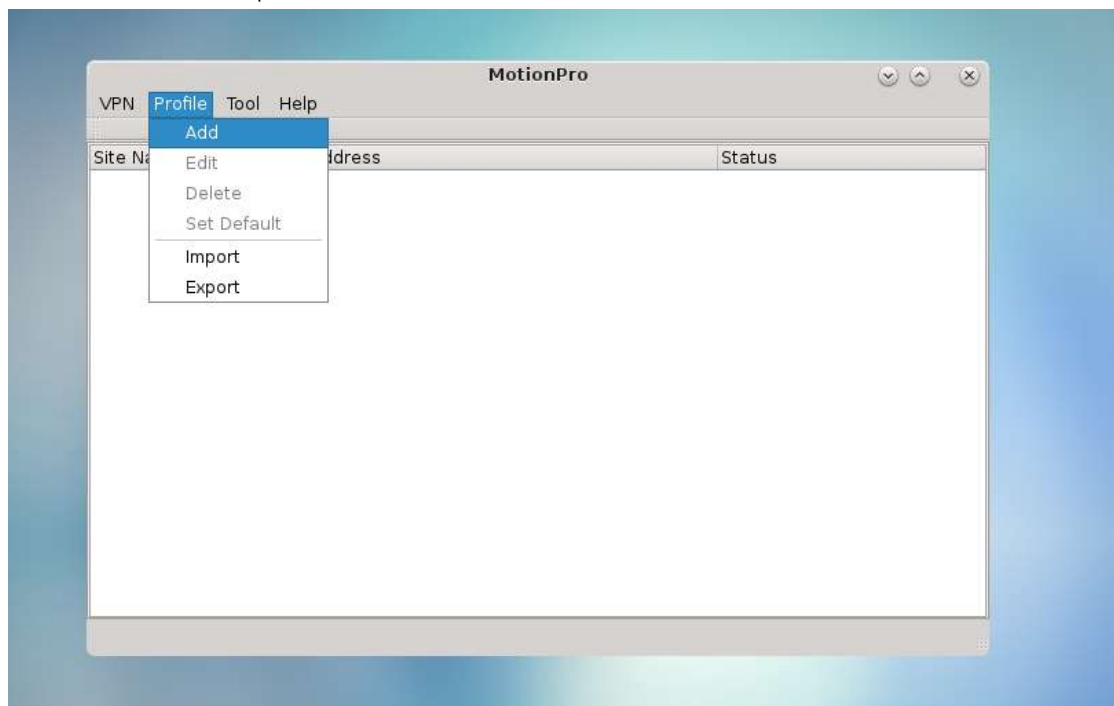 MotionPro
VPN Profile Tool Help
Add
Site Na ddress Status
Edit
Delete
Set Default
Import
Export